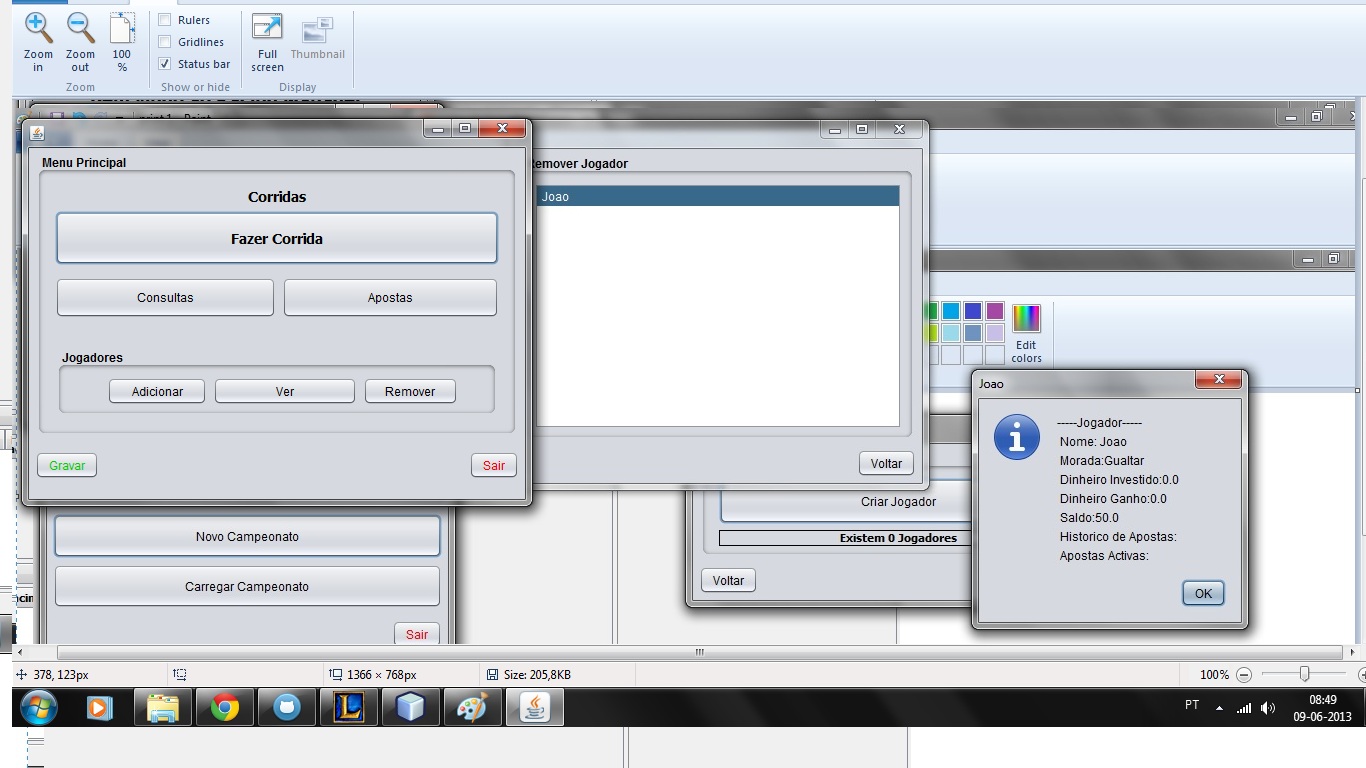 Zoom in
Zoom out
100 %
Rulers
Gridlines
Status bar
Full screen
Thumbnail
Zoom
Show or hide
Display
Menu Principal
Corridas
Fazer Corrida
Consultas
Apostas
Jogadores
Adicionar
Ver
Remover
Gravar
Sair
emover Jogador
Joao
Voltar
Edit colors
Joao
-----Jogador-----
Nome: Joao
Morada:Gualtar
Dinheiro Investido:0.0
Dinheiro Ganho:0.0
Saldo:50.0
Historico de Apostas:
Apostas Activas:
OK
Criar Jogador
Existem 0 Jogadores
Voltar
Novo Campeonato
Carregar Campeonato
Sair
378, 123px
1366 × 768px
Size: 205,8KB
100%
PT
08:49
09-06-2013